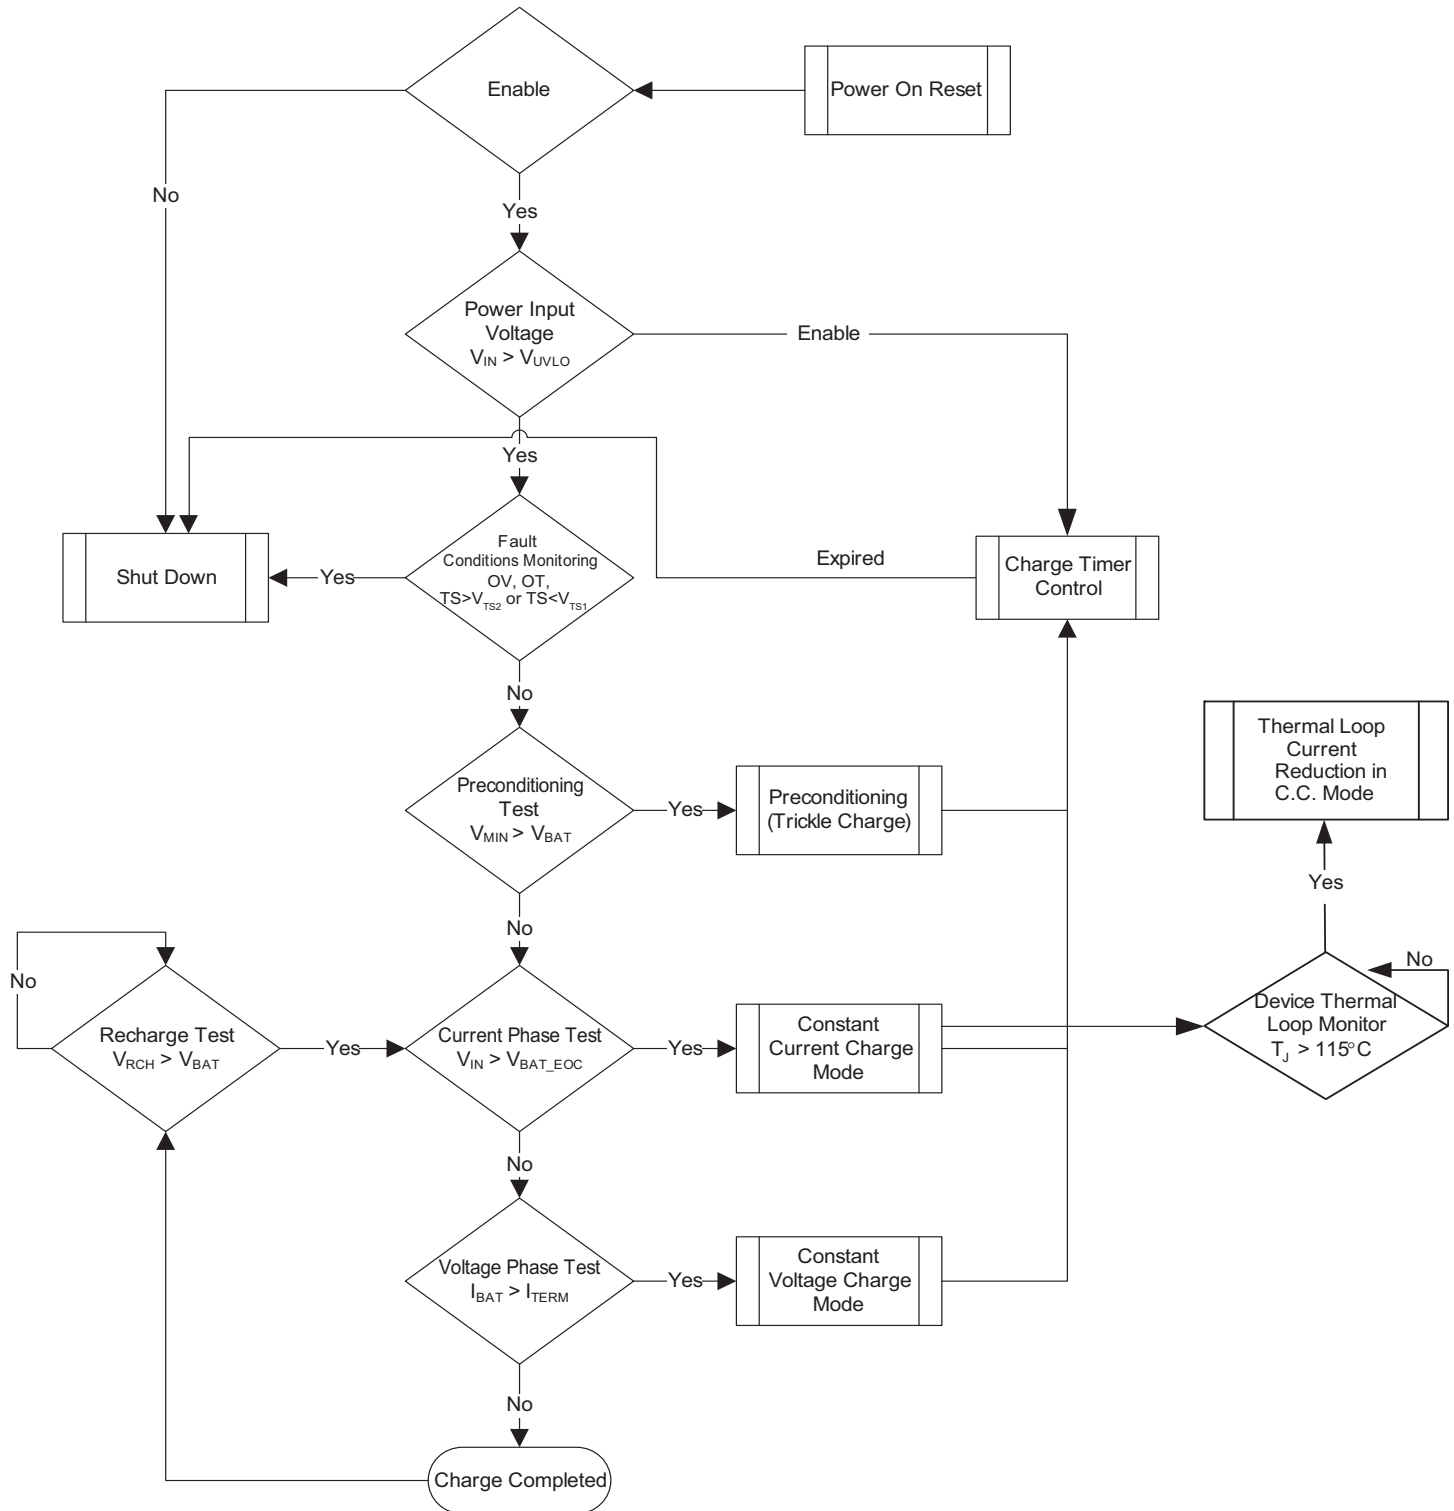 Enable
Power On Reset
No
Yes
Power Input
Voltage
V_IN > V_UVLO
Enable
Yes
Fault
Conditions Monitoring
OV, OT,
TS>V_TS2 or TS<V_TS1
Yes
Shut Down
Expired
Charge Timer
Control
No
Preconditioning
Test
V_MIN > V_BAT
Yes
Preconditioning
(Trickle Charge)
Thermal Loop
Current
Reduction in
C.C. Mode
Yes
No
No
Recharge Test
V_RCH > V_BAT
Yes
Current Phase Test
V_IN > V_BAT_EOC
Yes
Constant
Current Charge
Mode
No
Device Thermal
Loop Monitor
T_J > 115°C
No
Voltage Phase Test
I_BAT > I_TERM
Yes
Constant
Voltage Charge
Mode
No
Charge Completed